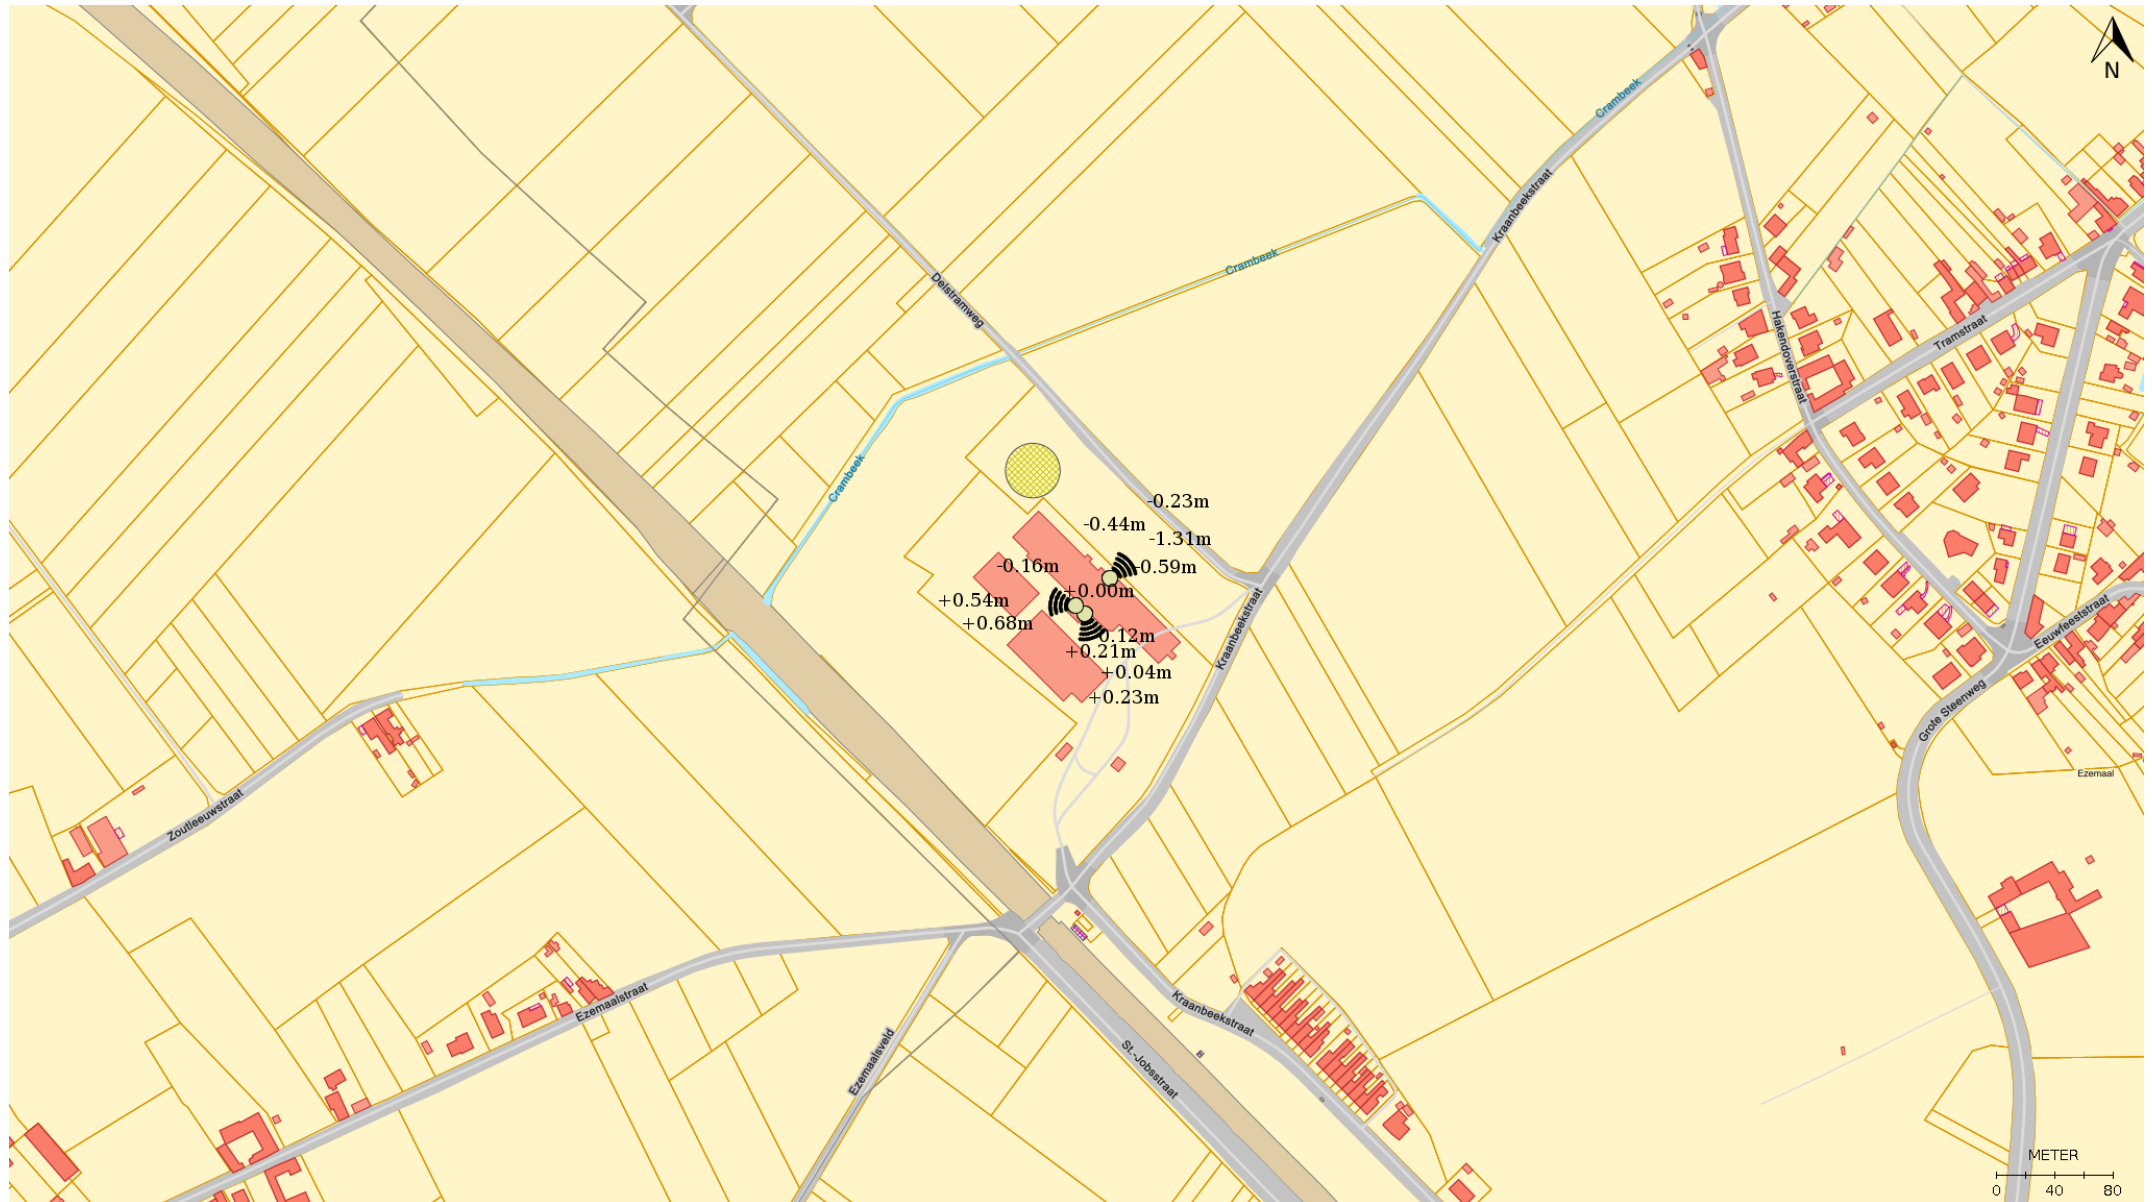 N
Crambeek
Kraanbeekstraat
Crambeek
Delstramweg
Hakendoverstraat
Tramstraat
Crambeek
-0.23m
-0.44m
-1.31m
-0.16m
-0.59m
+0.00m
+0.54m
+0.68m
0.12m
+0.21m
+0.04m
+0.23m
Kraanbeekstraat
Eeuwfeeststraat
Grote Steenweg
Ezemaal
Zoutleeuwstraat
Ezemaalstraat
Kraanbeekstraat
Ezemaalsveld
St.-Jobsstraat
METER
0 40 80